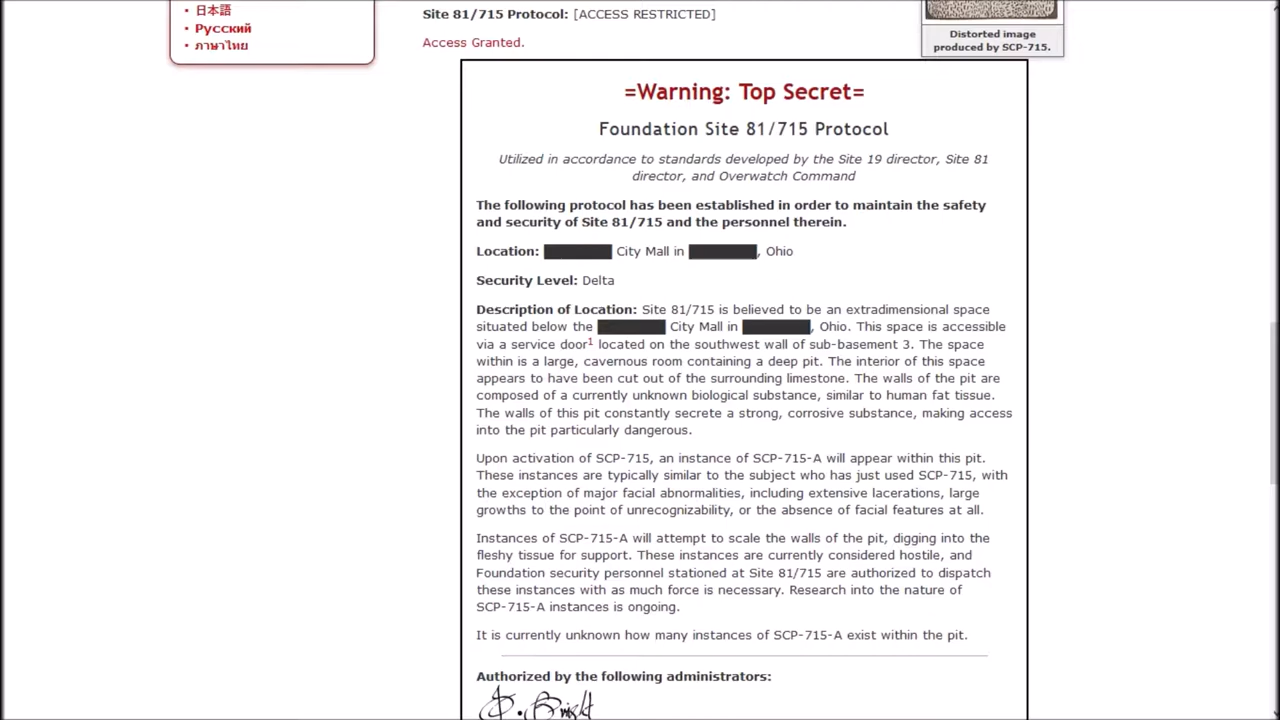 日本語
Русский
ภาษาไทย
Site 81/715 Protocol: [ACCESS RESTRICTED]
Access Granted.
Distorted image
produced by SCP-715.
=Warning: Top Secret=
Foundation Site 81/715 Protocol
Utilized in accordance to standards developed by the Site 19 director, Site 81
director, and Overwatch Command
The following protocol has been established in order to maintain the safety
and security of Site 81/715 and the personnel therein.
Location: ████████ City Mall in ████████, Ohio
Security Level: Delta
Description of Location: Site 81/715 is believed to be an extradimensional space
situated below the ████████ City Mall in ████████, Ohio. This space is accessible
via a service door1 located on the southwest wall of sub-basement 3. The space
within is a large, cavernous room containing a deep pit. The interior of this space
appears to have been cut out of the surrounding limestone. The walls of the pit are
composed of a currently unknown biological substance, similar to human fat tissue.
The walls of this pit constantly secrete a strong, corrosive substance, making access
into the pit particularly dangerous.
Upon activation of SCP-715, an instance of SCP-715-A will appear within this pit.
These instances are typically similar to the subject who has just used SCP-715, with
the exception of major facial abnormalities, including extensive lacerations, large
growths to the point of unrecognizability, or the absence of facial features at all.
Instances of SCP-715-A will attempt to scale the walls of the pit, digging into the
fleshy tissue for support. These instances are currently considered hostile, and
Foundation security personnel stationed at Site 81/715 are authorized to dispatch
these instances with as much force is necessary. Research into the nature of
SCP-715-A instances is ongoing.
It is currently unknown how many instances of SCP-715-A exist within the pit.
Authorized by the following administrators: